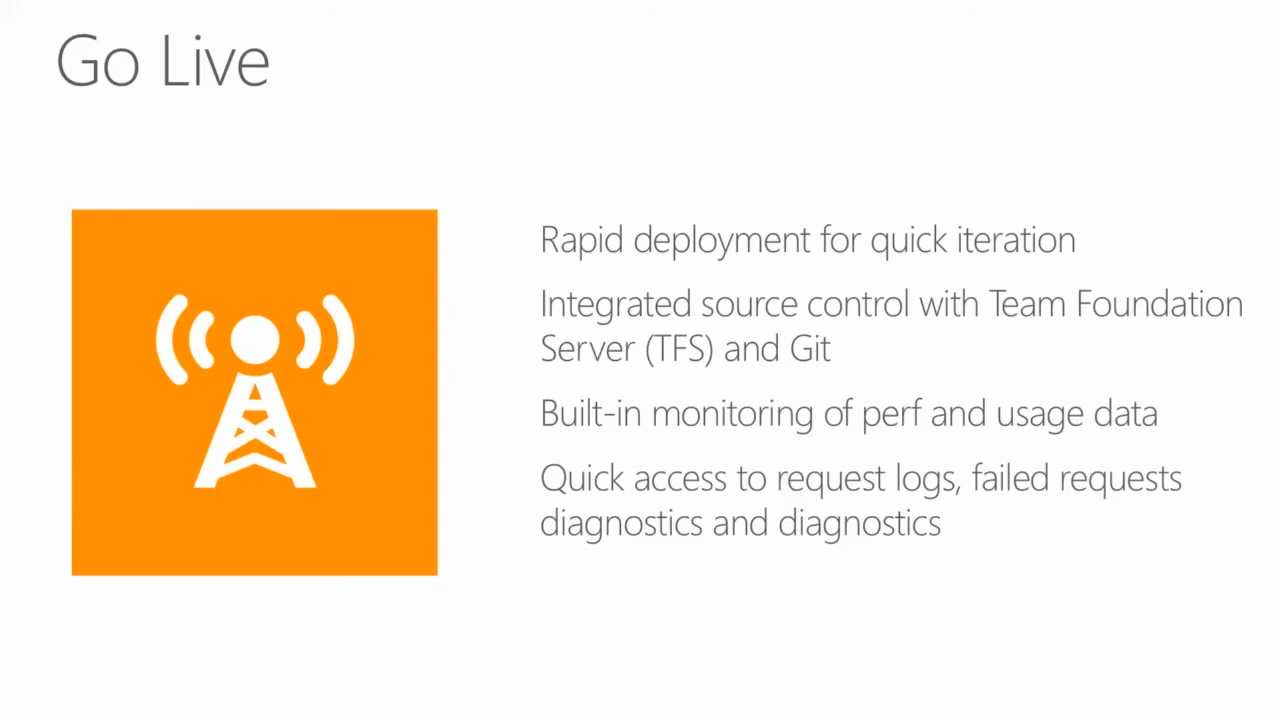 Go Live
Rapid deployment for quick iteration
Integrated source control with Team Foundation
Server (TFS) and Git
Built-in monitoring of perf and usage data
Quick access to request logs, failed requests
diagnostics and diagnostics